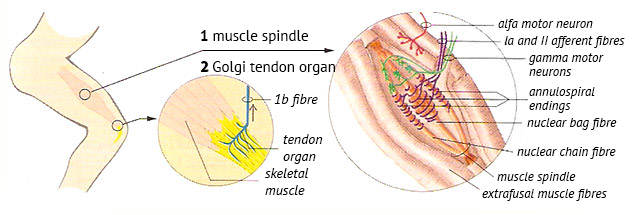 1 muscle spindle
2 Golgi tendon organ
1b fibre
tendon
organ
skeletal
muscle
alfa motor neuron
Ia and II afferent fibres
gamma motor
neurons
annulospiral
endings
nuclear bag fibre
nuclear chain fibre
muscle spindle
extrafusal muscle fibres